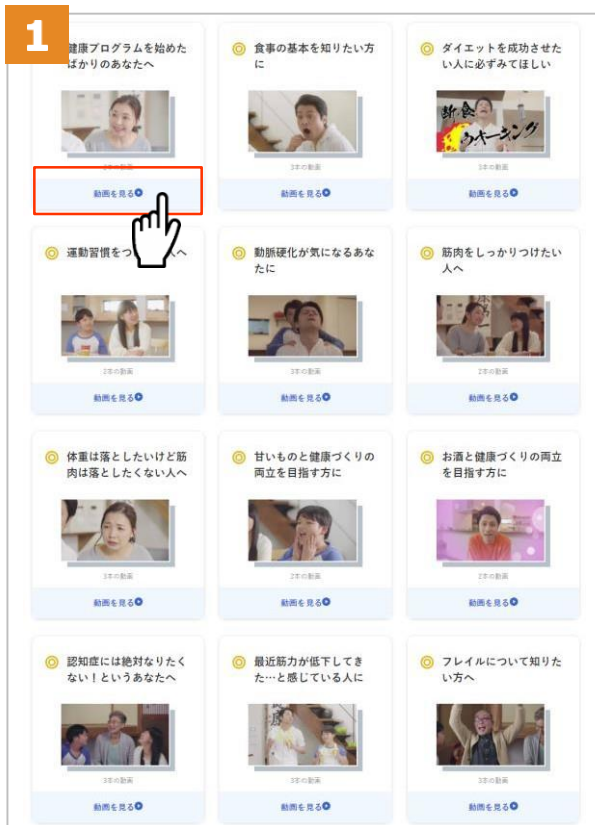 1
健康プログラムを始めた
ばかりのあなたへ
動画を見る
食事の基本を知りたい方
に
3本の動画
動画を見る
ダイエットを成功させた
い人に必ずみてほしい
断食
ウオーキング
3本の動画
動画を見る
運動習慣をつ
人へ
2本の動画
動画を見る
動脈硬化が気になるあな
たに
3本の動画
動画を見る
筋肉をしっかりつけたい
人へ
2本の動画
動画を見る
体重は落としたいけど筋
肉は落としたくない人へ
3本の動画
動画を見る
甘いものと健康づくりの
両立を目指す方に
2本の動画
動画を見る
お酒と健康づくりの両立
を目指す方に
2本の動画
動画を見る
認知症には絶対なりたく
ない！というあなたへ
3本の動画
動画を見る
最近筋力が低下してき
た…と感じている人に
3本の動画
動画を見る
フレイルについて知りた
い方へ
3本の動画
動画を見る